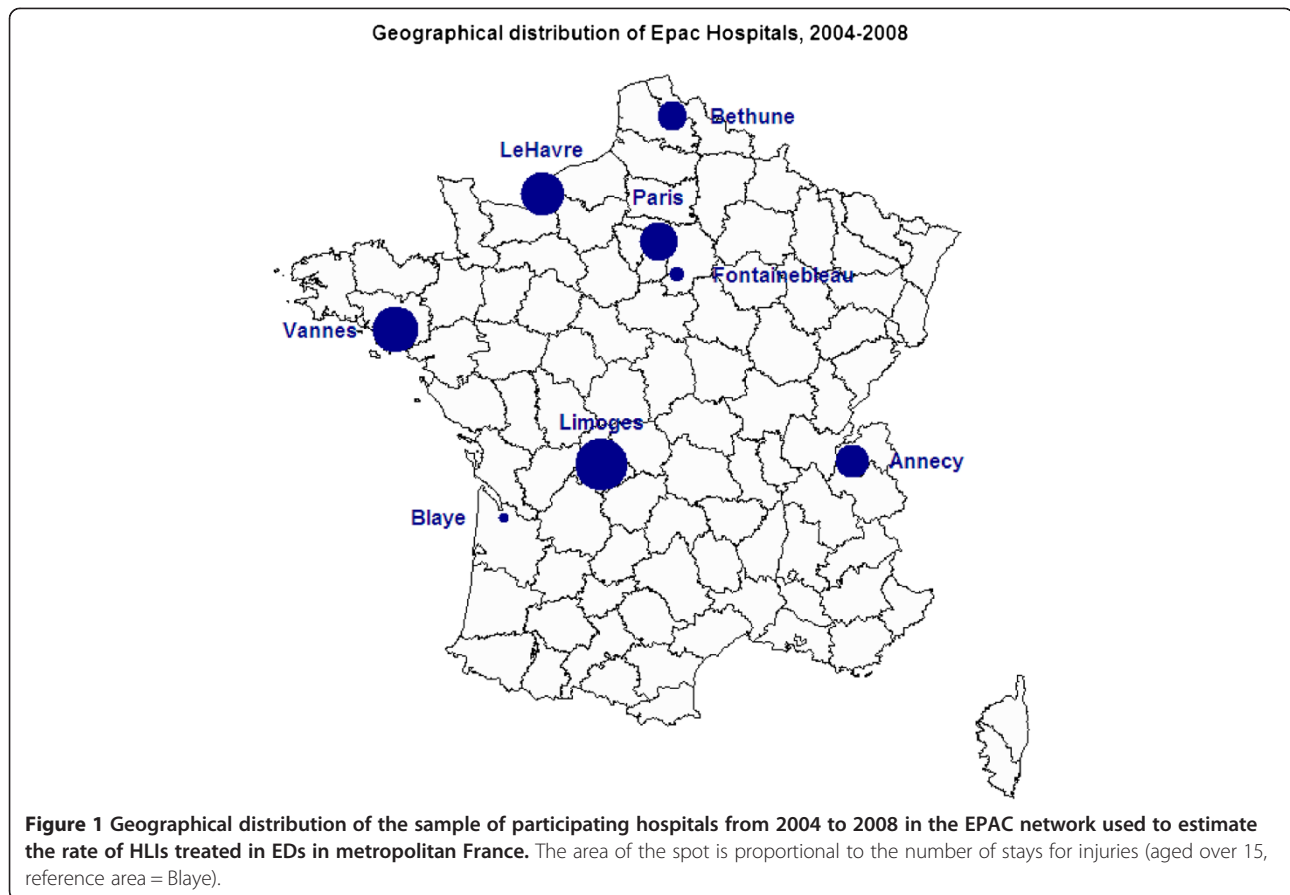 Geographical distribution of Epac Hospitals, 2004-2008
Bethune
LeHavre
Paris
Fontainebleau
Vannes
Limoges
Annecy
Blaye
Figure 1 Geographical distribution of the sample of participating hospitals from 2004 to 2008 in the EPAC network used to estimate
the rate of HLIs treated in EDs in metropolitan France. The area of the spot is proportional to the number of stays for injuries (aged over 15,
reference area = Blaye).